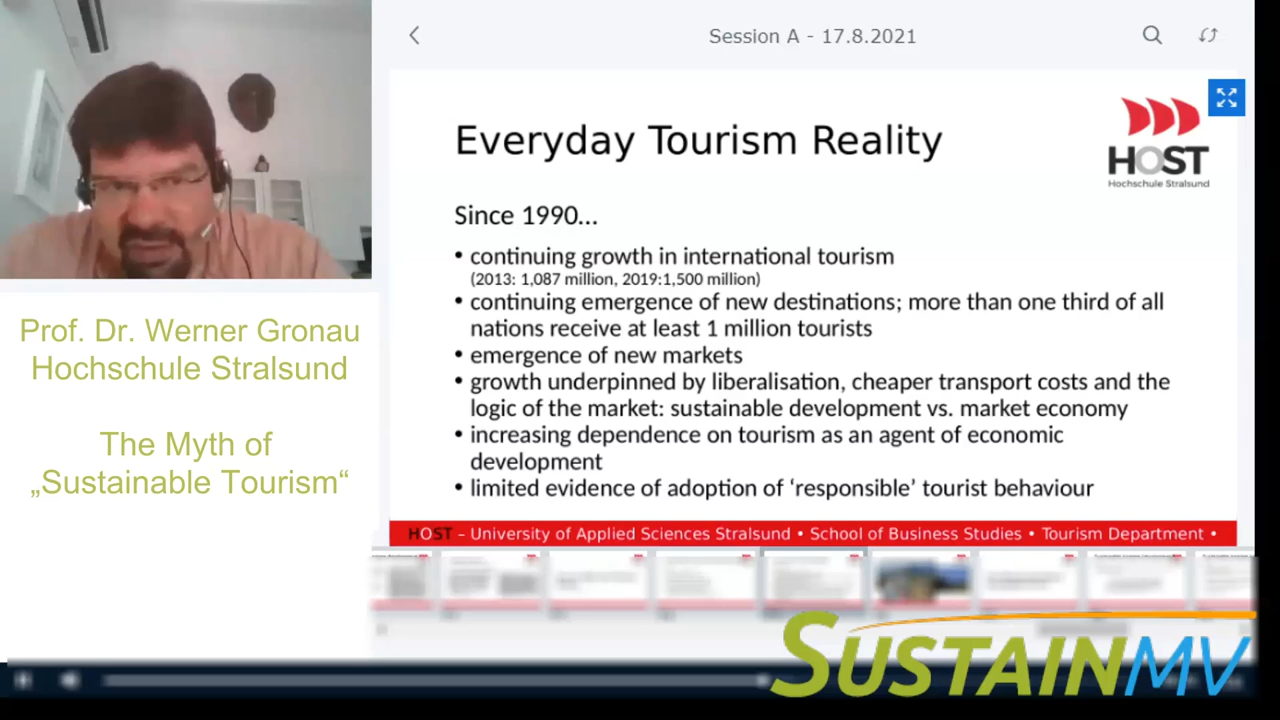 Session A - 17.8.2021
HOST
Hochschule Stralsund
Everyday Tourism Reality
Since 1990...
• continuing growth in international tourism
(2013: 1,087 million, 2019:1,500 million)
• continuing emergence of new destinations; more than one third of all
nations receive at least 1 million tourists
• emergence of new markets
• growth underpinned by liberalisation, cheaper transport costs and the
logic of the market: sustainable development vs. market economy
• increasing dependence on tourism as an agent of economic
development
• limited evidence of adoption of ‘responsible’ tourist behaviour
HOST – University of Applied Sciences Stralsund • School of Business Studies • Tourism Department •
Prof. Dr. Werner Gronau
Hochschule Stralsund
The Myth of
„Sustainable Tourism“
SUSTAINMV